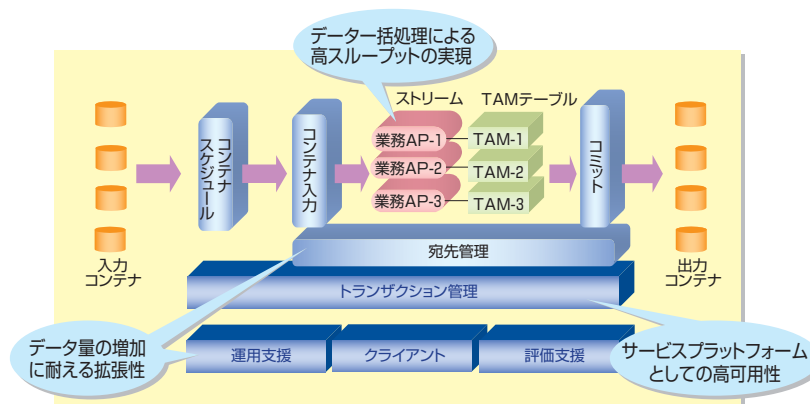 データ一括処理による
高スループットの実現
ストリーム
TAMテーブル
コンテナ
スケジュール
コンテナ入力
業務AP-1
TAM-1
業務AP-2
TAM-2
業務AP-3
TAM-3
コミット
入力
コンテナ
出力
コンテナ
宛先管理
トランザクション管理
データ量の増加
に耐える拡張性
運用支援
クライアント
評価支援
サービスプラットフォーム
としての高可用性